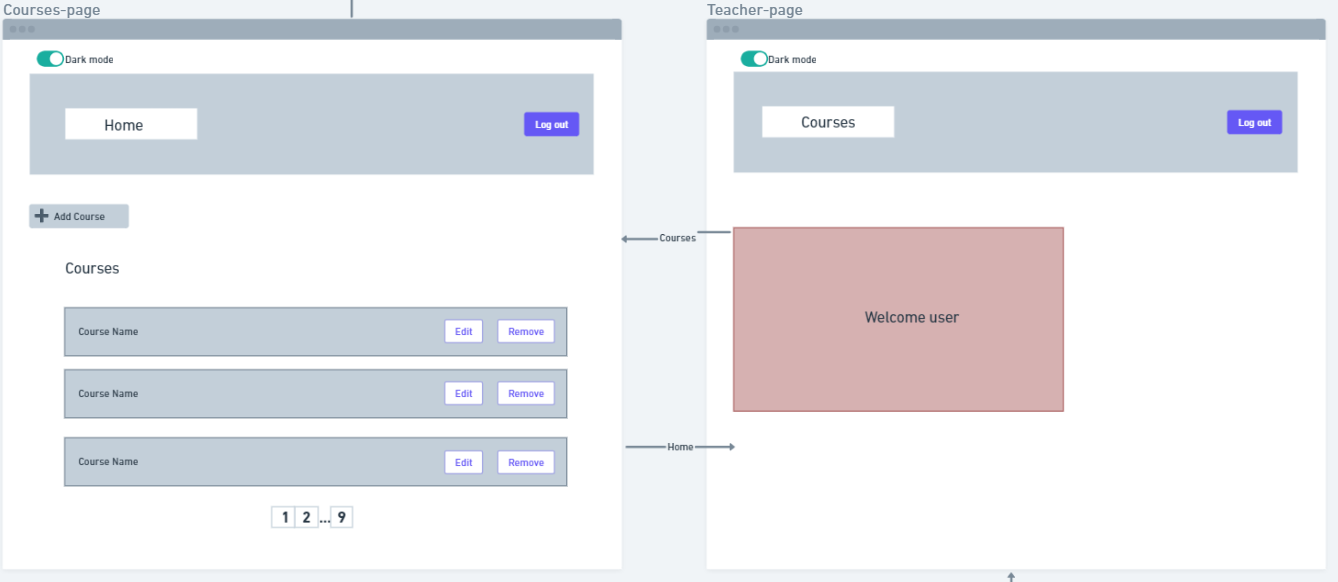 Courses-page
Dark mode
Home
Log out
Add Course
Courses
Course Name
Edit
Remove
Course Name
Edit
Remove
Course Name
Edit
Remove
1 2 ... 9
Courses
Home
Teacher-page
Dark mode
Courses
Log out
Welcome user